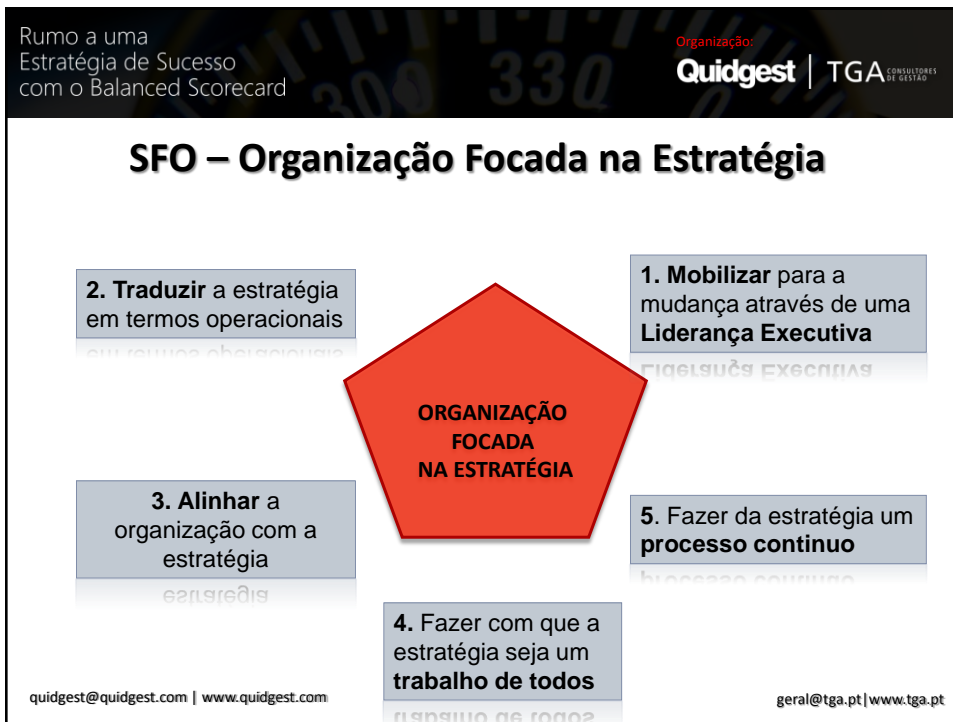 Rumo a uma
Estratégia de Sucesso
com o Balanced Scorecard
Organização:
Quidgest | TGA CONSULTORES DE GESTÃO
300 330 0
SFO – Organização Focada na Estratégia
1. Mobilizar para a
mudança através de uma
Liderança Executiva
2. Traduzir a estratégia
em termos operacionais
ORGANIZAÇÃO
FOCADA
NA ESTRATÉGIA
3. Alinhar a
organização com a
estratégia
4. Fazer com que a
estratégia seja um
trabalho de todos
5. Fazer da estratégia um
processo continuo
quidgest@quidgest.com | www.quidgest.com
geral@tga.pt|www.tga.pt